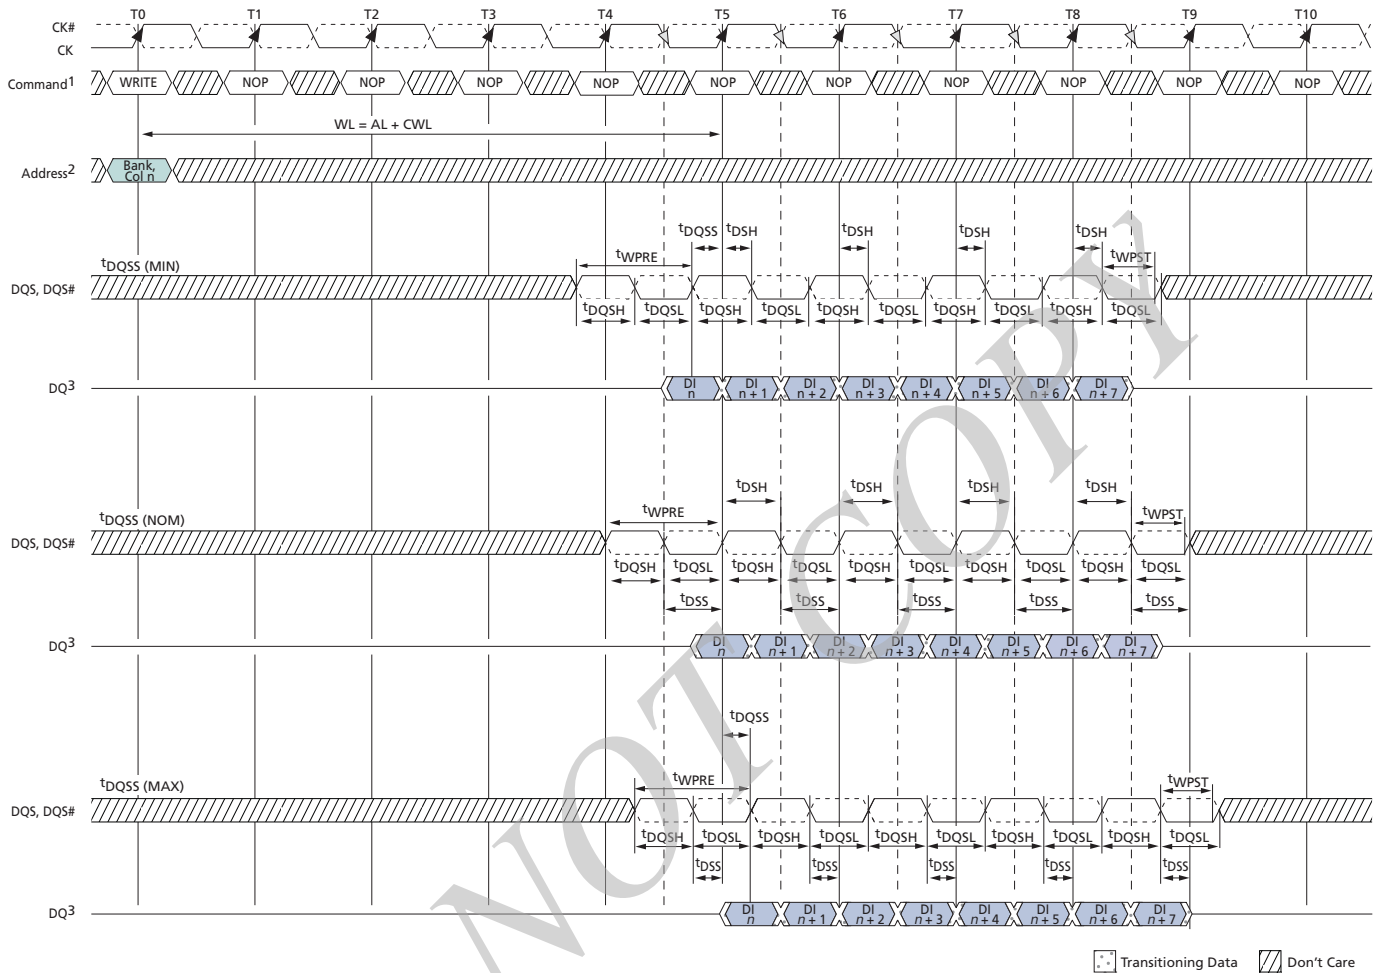 T0 T1 T2 T3 T4 T5 T6 T7 T8 T9 T10
CK#
CK
Command1 WRITE NOP NOP NOP NOP NOP NOP NOP NOP NOP NOP
WL = AL + CWL
Address2 Bank, Col n
tDQSS tDSH tDSH tDSH tDSH
tDQSS (MIN) tWPRE tWPST
DQS, DQS#
tDQSH tDQSL tDQSH tDQSL tDQSH tDQSL tDQSH tDQSL tDQSH tDQSL
DQ3 DI n DI n + 1 DI n + 2 DI n + 3 DI n + 4 DI n + 5 DI n + 6 DI n + 7
tDSH tDSH tDSH tDSH
tDQSS (NOM) tWPRE tWPST
DQS, DQS#
tDQSH tDQSL tDQSH tDQSL tDQSH tDQSL tDQSH tDQSL tDQSH tDQSL
tDSS tDSS tDSS tDSS tDSS
DQ3 DI n DI n + 1 DI n + 2 DI n + 3 DI n + 4 DI n + 5 DI n + 6 DI n + 7
tDQSS
tDQSS (MAX) tWPRE tWPST
DQS, DQS#
tDQSH tDQSL tDQSH tDQSL tDQSH tDQSL tDQSH tDQSL tDQSH tDQSL
tDSS tDSS tDSS tDSS tDSS
DQ3 DI n DI n + 1 DI n + 2 DI n + 3 DI n + 4 DI n + 5 DI n + 6 DI n + 7
Transitioning Data Don't Care
NOT COPY